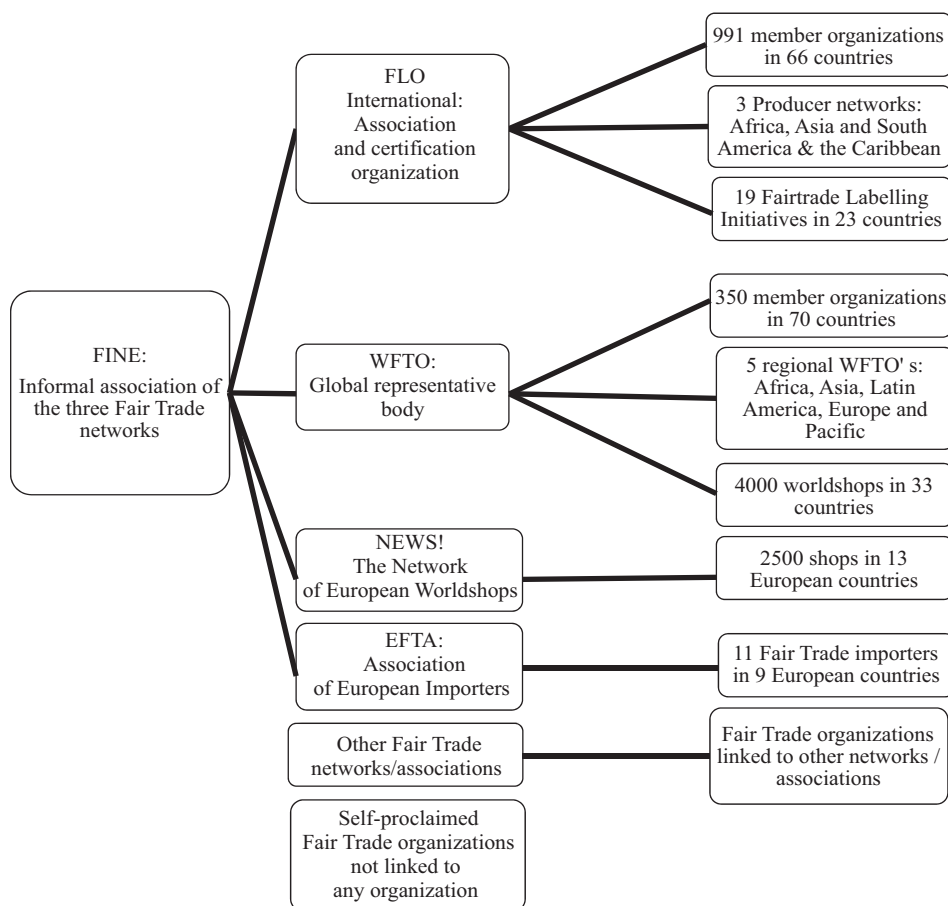 FINE:
Informal association of
the three Fair Trade
networks
FLO
International:
Association
and certification
organization
991 member organizations
in 66 countries
3 Producer networks:
Africa, Asia and South
America & the Caribbean
19 Fairtrade Labelling
Initiatives in 23 countries
WFTO:
Global representative
body
350 member organizations
in 70 countries
5 regional WFTO' s:
Africa, Asia, Latin
America, Europe and
Pacific
4000 worldshops in 33
countries
NEWS!
The Network
of European Worldshops
2500 shops in 13
European countries
EFTA:
Association
of European Importers
11 Fair Trade importers
in 9 European countries
Other Fair Trade
networks/associations
Fair Trade organizations
linked to other networks /
associations
Self-proclaimed
Fair Trade organizations
not linked to
any organization